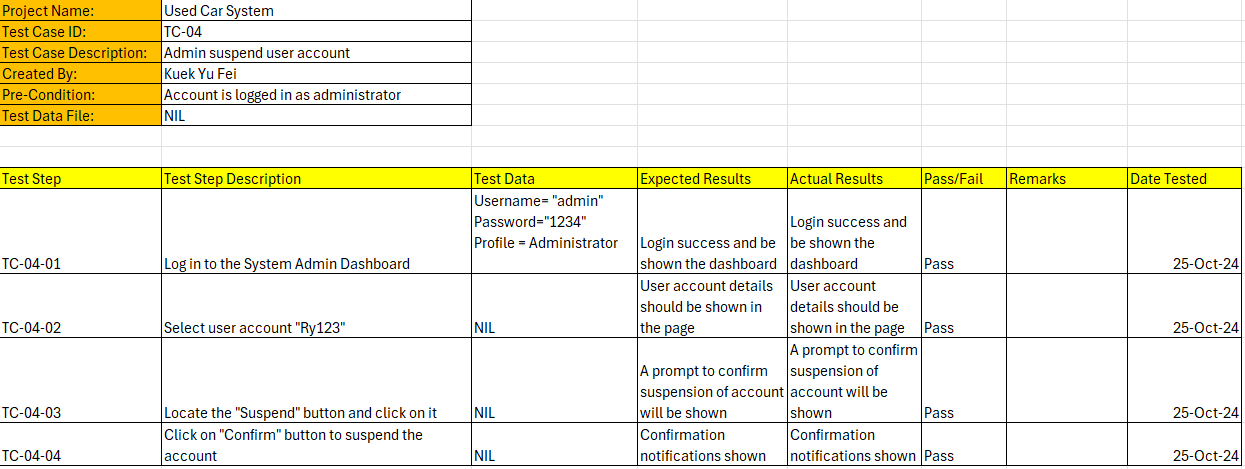 Project Name: Used Car System
Test Case ID: TC-04
Test Case Description: Admin suspend user account
Created By: Kuek Yu Fei
Pre-Condition: Account is logged in as administrator
Test Data File: NIL
Test Step Test Step Description Test Data Expected Results Actual Results Pass/Fail Remarks Date Tested
TC-04-01
Log in to the System Admin Dashboard
Username= "admin"
Password="1234"
Profile = Administrator
Login success and be
shown the dashboard
Login success and
be shown the
dashboard
Pass
25-Oct-24
TC-04-02
Select user account "Ry123"
NIL
User account details
should be shown in
the page
User account
details should be
shown in the page
Pass
25-Oct-24
TC-04-03
Locate the "Suspend" button and click on it
NIL
A prompt to confirm
suspension of account
will be shown
A prompt to confirm
suspension of
account will be
shown
Pass
25-Oct-24
TC-04-04
Click on "Confirm" button to suspend the
account
NIL
Confirmation
notifications shown
Confirmation
notifications shown
Pass
25-Oct-24